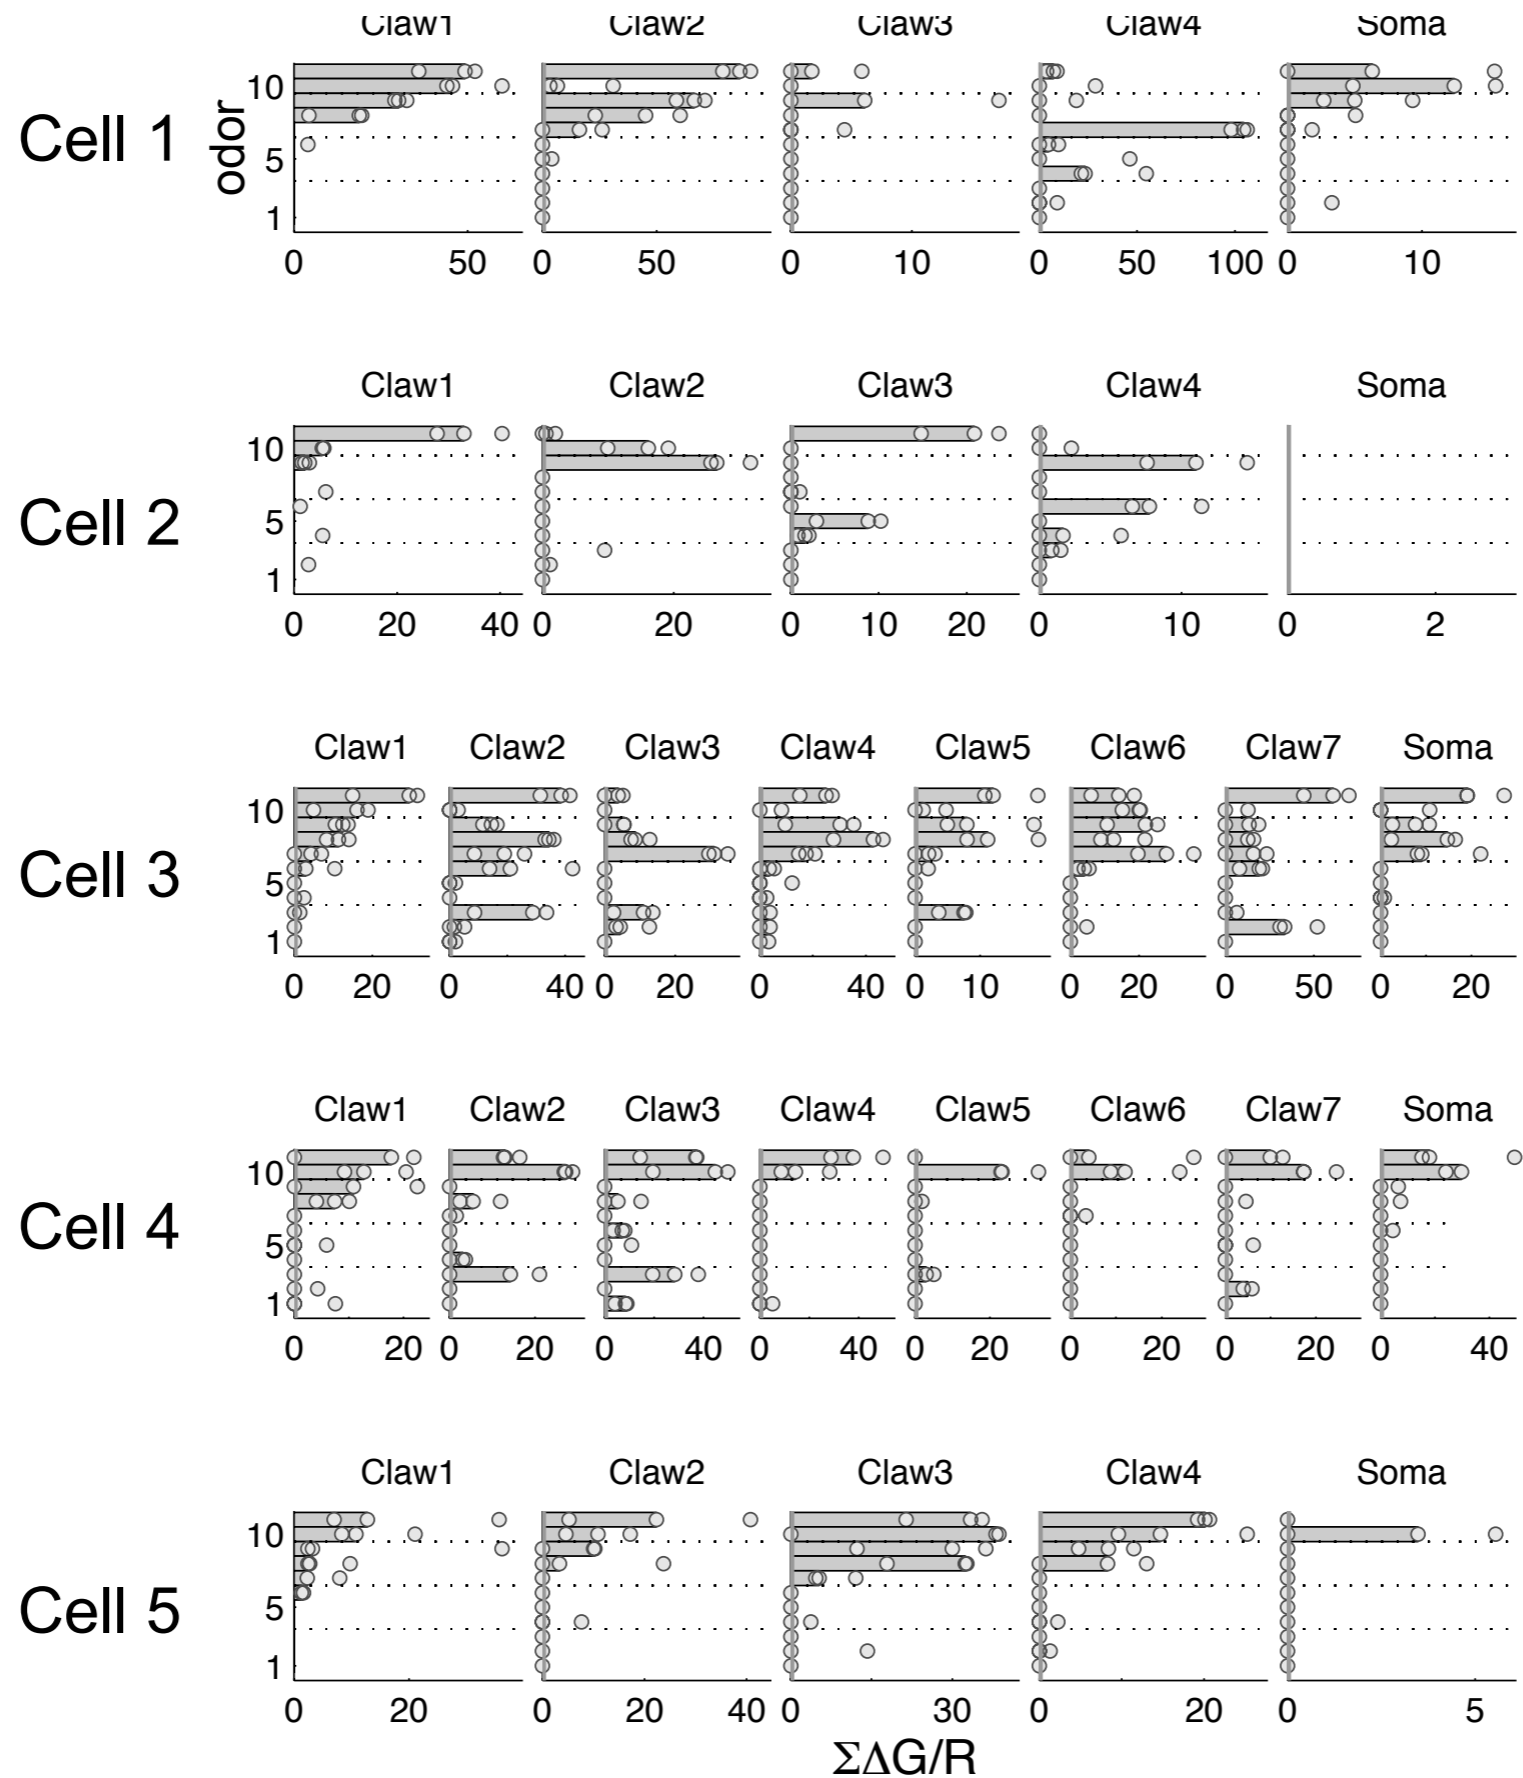 Claw1 Claw2 Claw3 Claw4 Soma
Cell 1
odor
10
5
1
0 50 0 50 0 10 0 50 100 0 10
Claw1 Claw2 Claw3 Claw4 Soma
Cell 2
10
5
1
0 20 40 0 20 0 10 20 0 10 0 2
Claw1 Claw2 Claw3 Claw4 Claw5 Claw6 Claw7 Soma
Cell 3
10
5
1
0 20 0 40 0 20 0 40 0 10 0 20 0 50 0 20
Claw1 Claw2 Claw3 Claw4 Claw5 Claw6 Claw7 Soma
Cell 4
10
5
1
0 20 0 20 0 40 0 40 0 20 0 20 0 20 0 40
Claw1 Claw2 Claw3 Claw4 Soma
Cell 5
10
5
1
0 20 0 20 40 0 30 0 20 0 5
ΣΔG/R